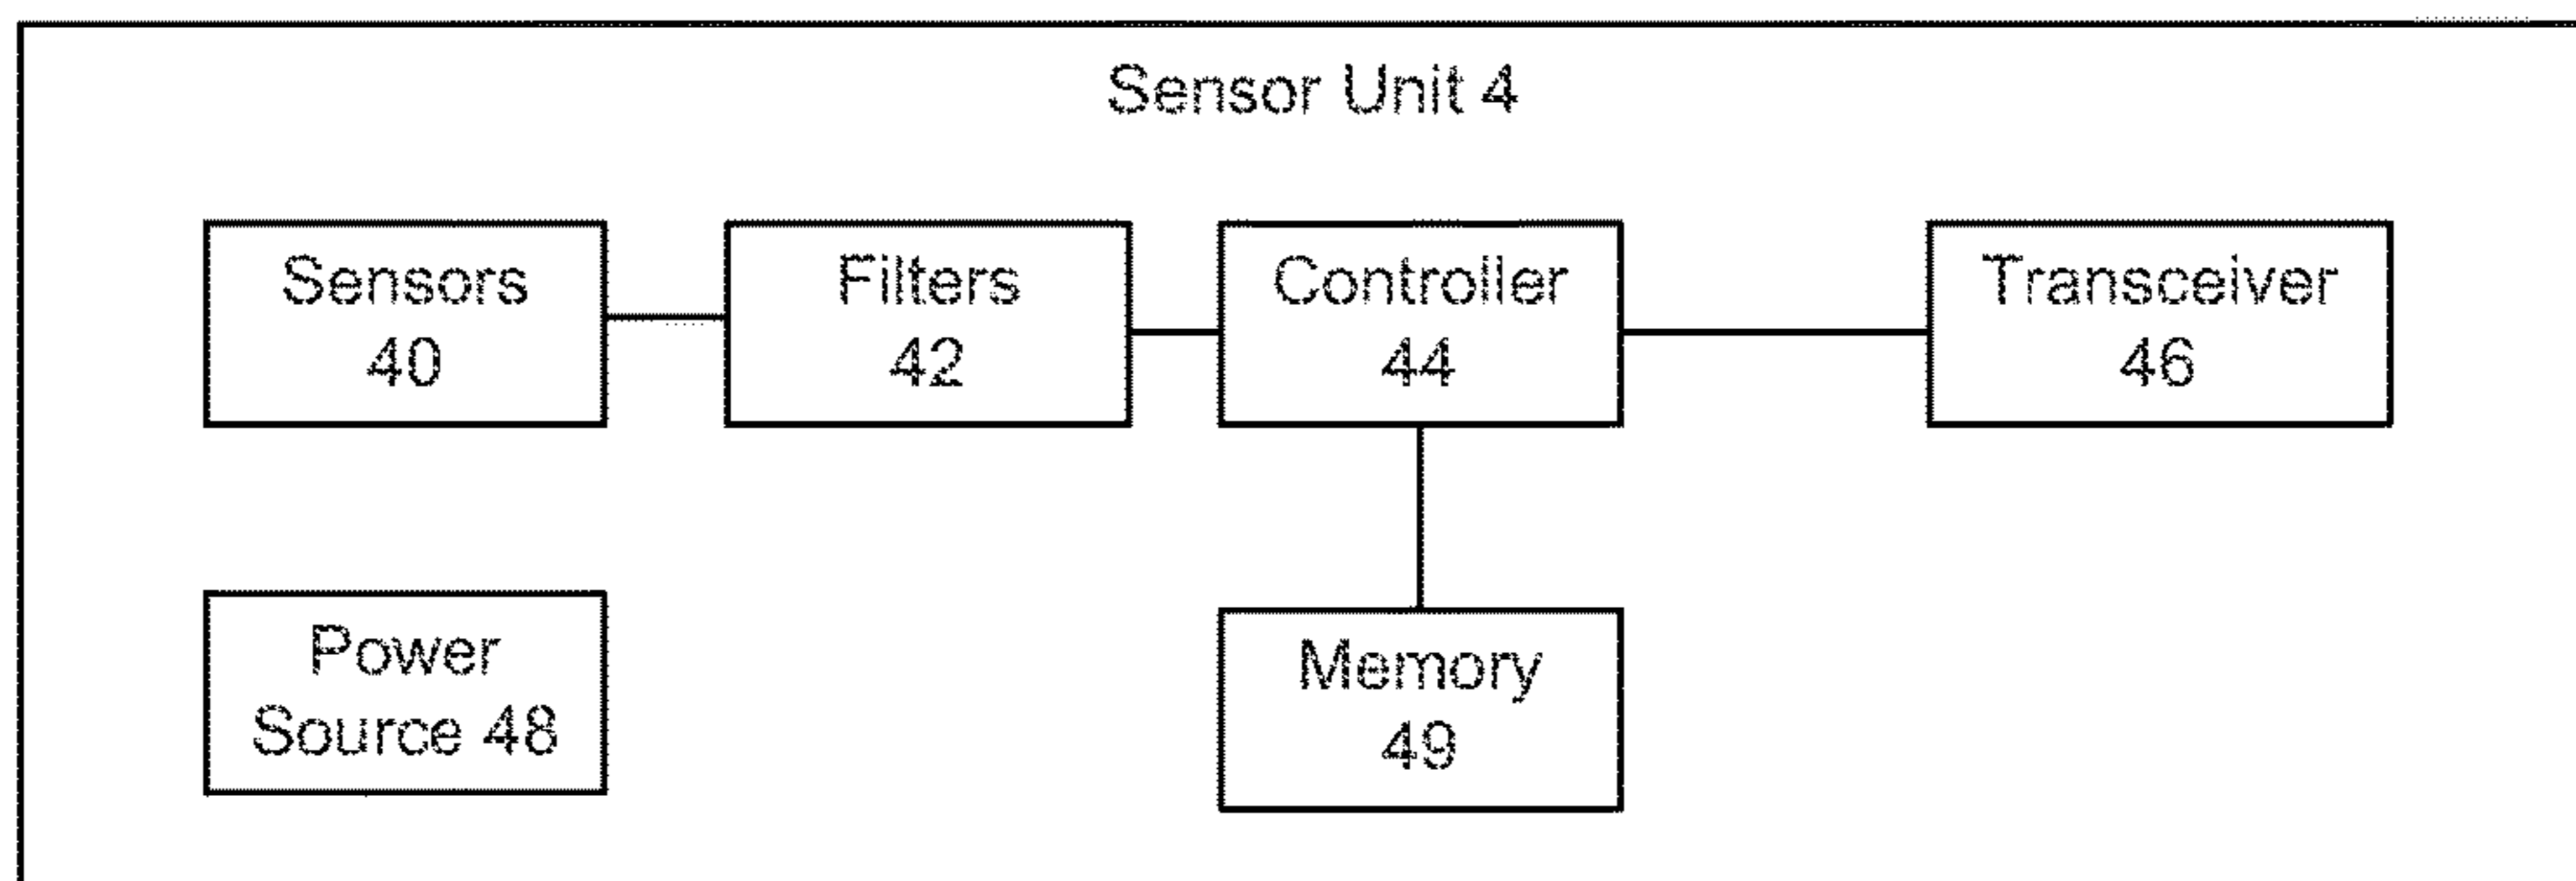 Sensor Unit 4
Sensors
40
Filters
42
Controller
44
Transceiver
46
Power
Source 48
Memory
49